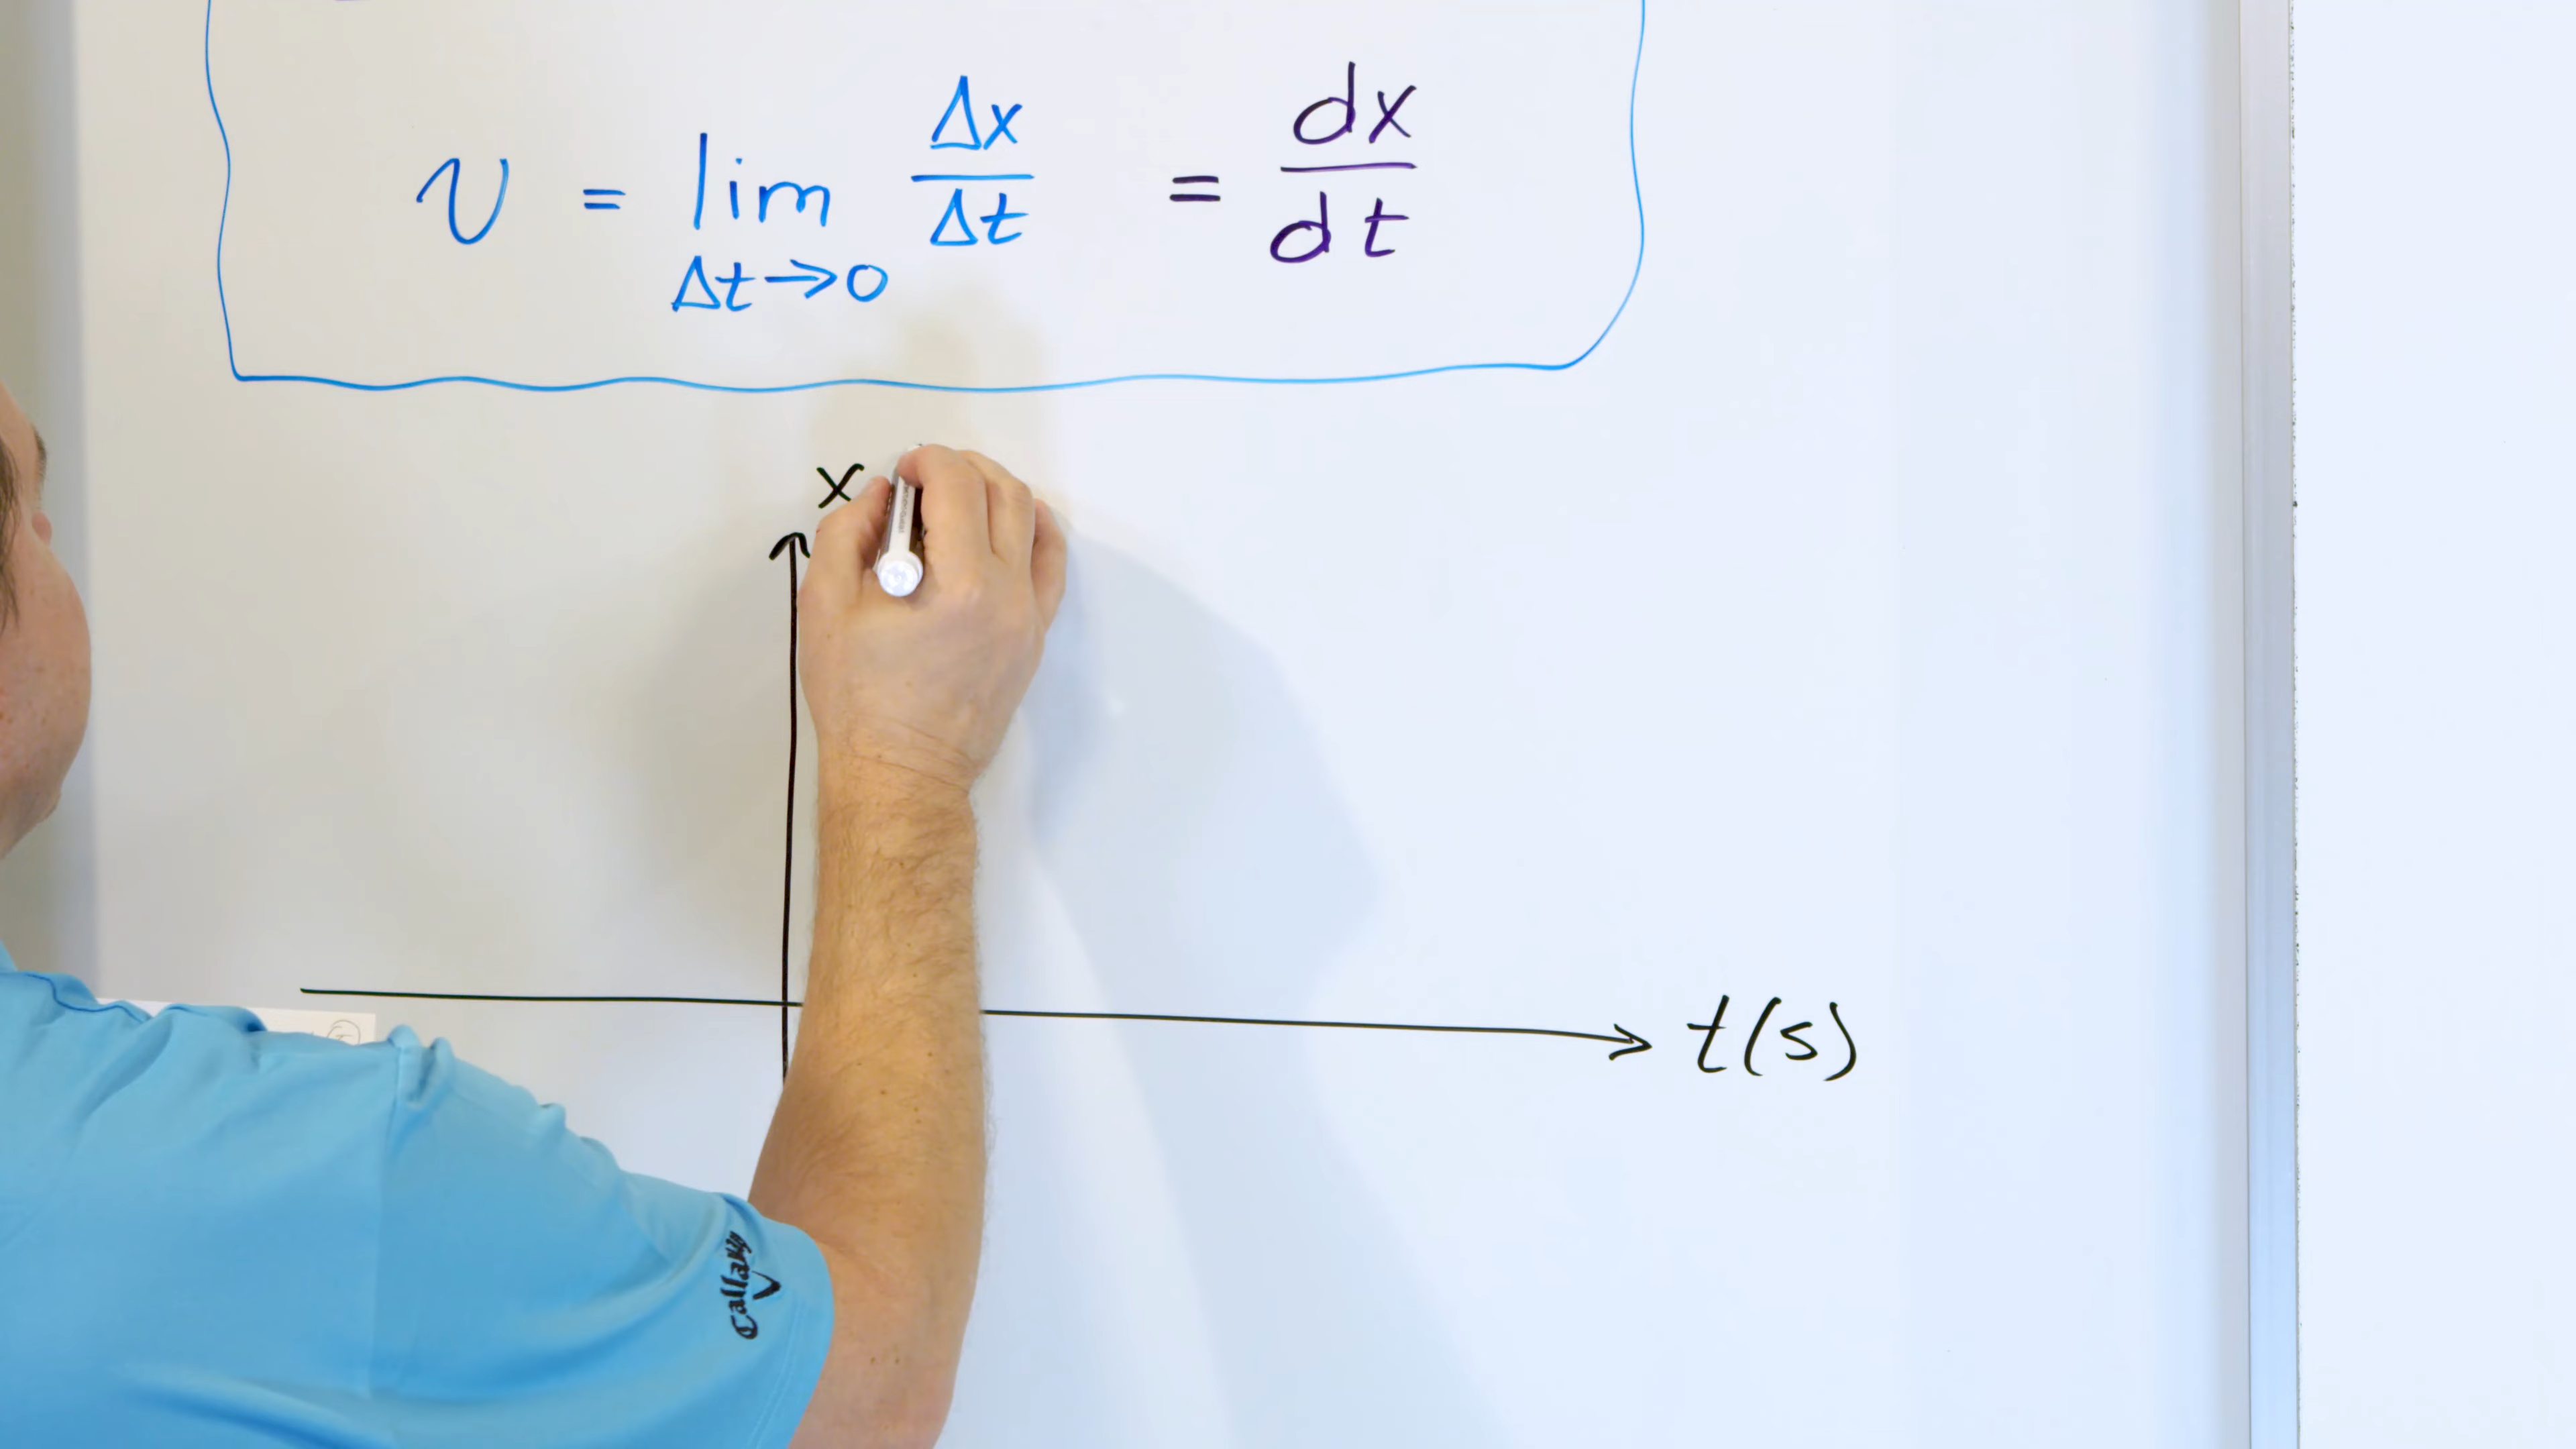 v = lim Δt→0 Δx/Δt = dx/dt
x
t(s)
Callaway